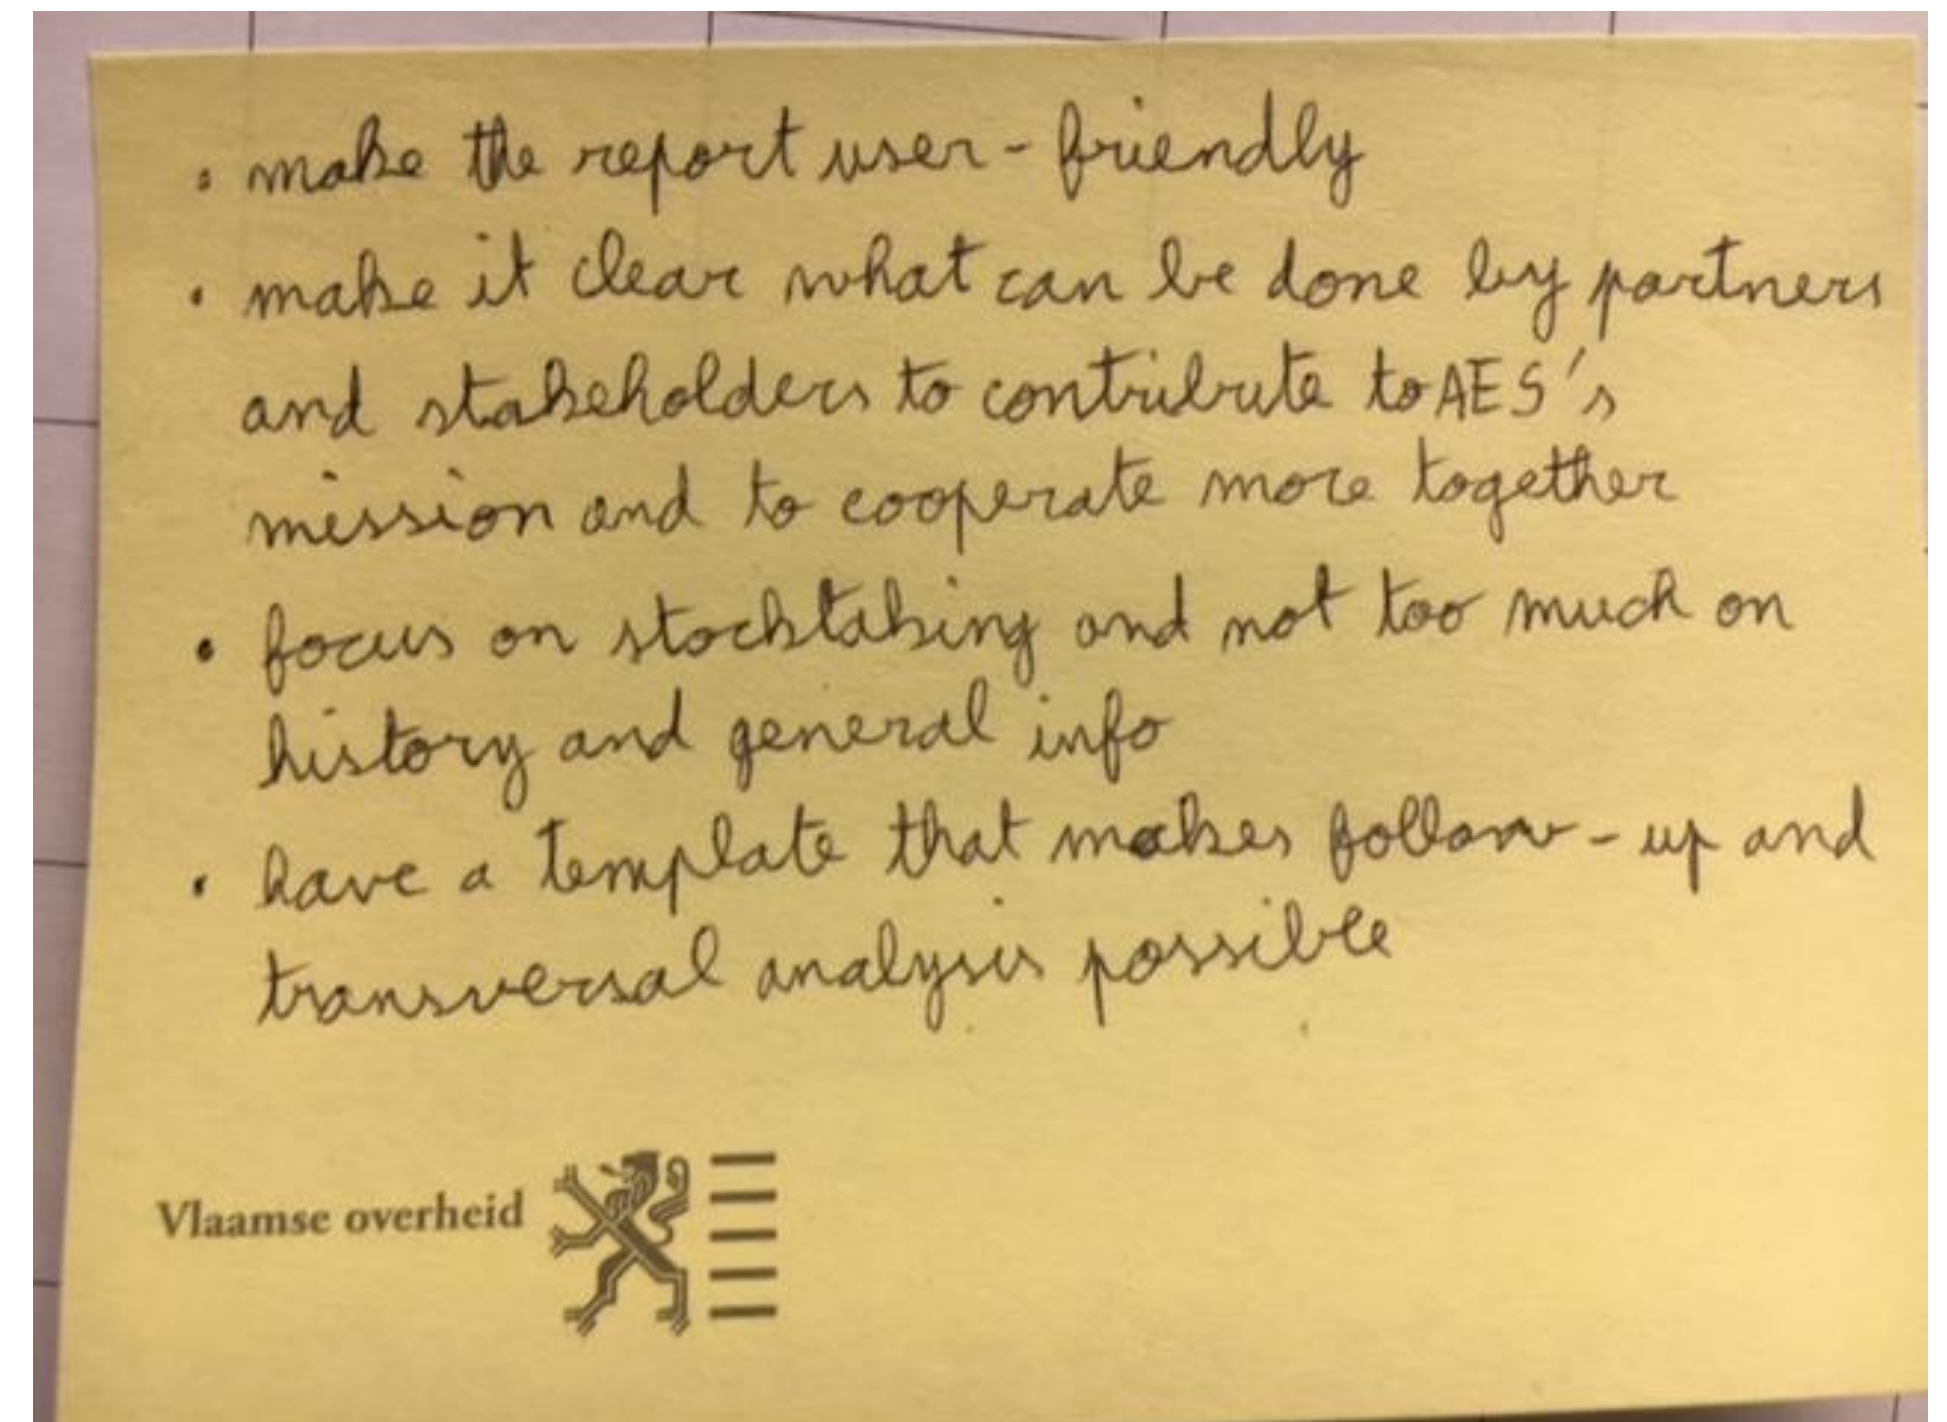 • make the report user-friendly
• make it clear what can be done by partners
and stakeholders to contribute to AES's
mission and to cooperate more together
• focus on stocktaking and not too much on
history and general info
• have a template that makes follow-up and
transversal analysis possible
Vlaamse overheid